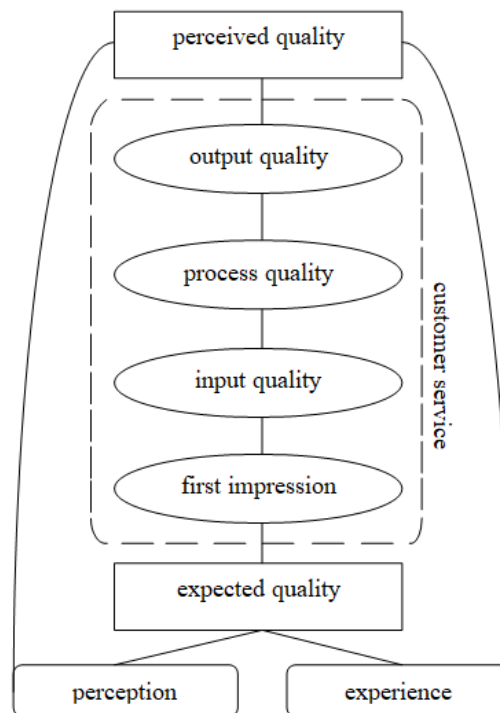 perceived quality
output quality
process quality
input quality
customer service
first impression
expected quality
perception
experience